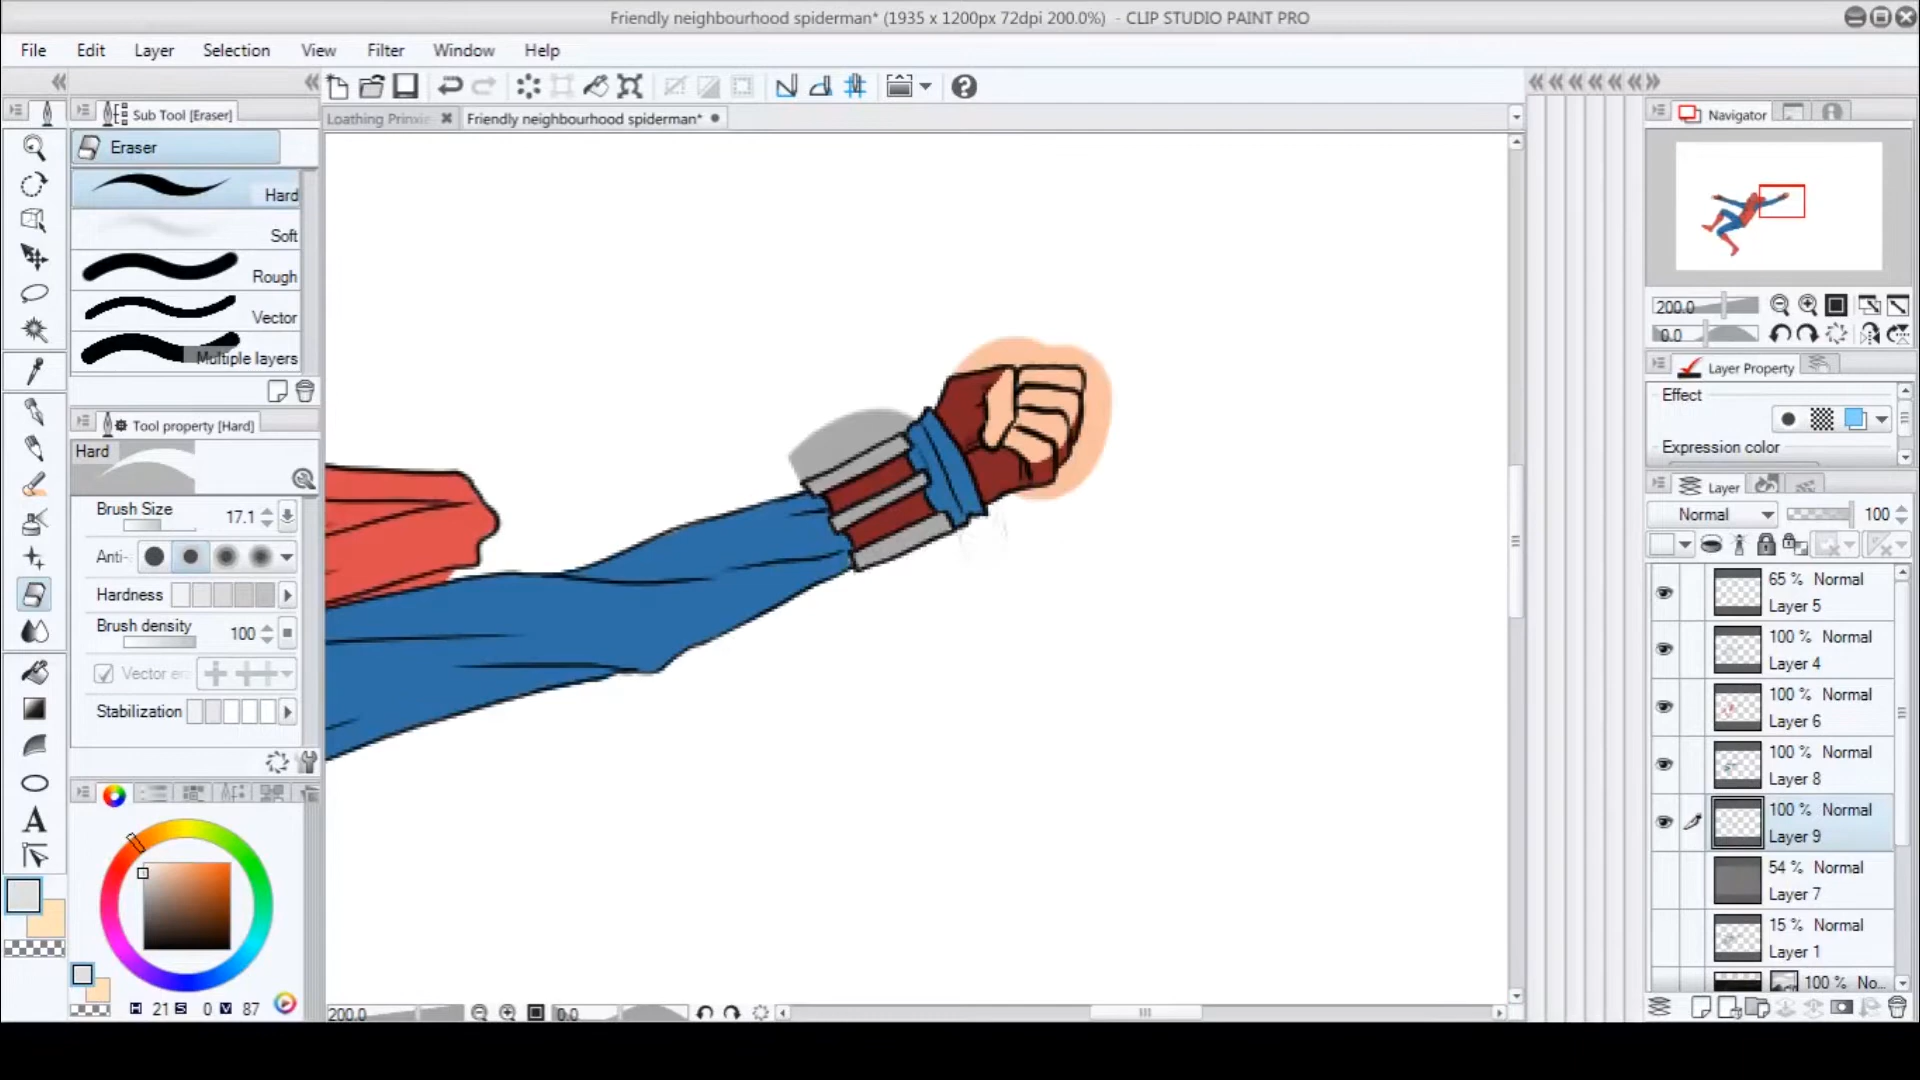 Friendly neighbourhood spiderman* (1935 x 1200px 72dpi 200.0%) - CLIP STUDIO PAINT PRO
File Edit Layer Selection View Filter Window Help
Sub Tool [Eraser]
Loathing Prinxie
Friendly neighbourhood spiderman*
Navigator
Eraser
Hard
Soft
Rough
Vector
Multiple layers
200.0
0.0
Layer Property
Effect
Expression color
Tool property [Hard]
Hard
Brush Size 17.1
Anti-
Hardness
Brush density 100
Vector era
Stabilization
Layer
Normal 100
65 % Normal
Layer 5
100 % Normal
Layer 4
100 % Normal
Layer 6
100 % Normal
Layer 8
100 % Normal
Layer 9
54 % Normal
Layer 7
15 % Normal
Layer 1
100 % No...
A
H 21 S 0 V 87
200.0 0.0